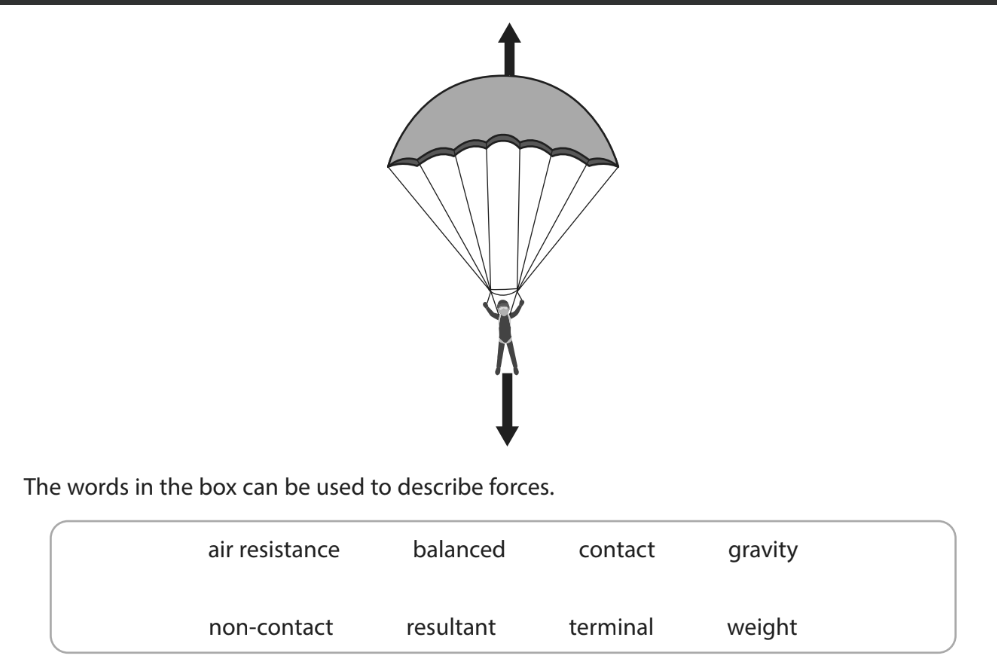 The words in the box can be used to describe forces.
air resistance balanced contact gravity
non-contact resultant terminal weight